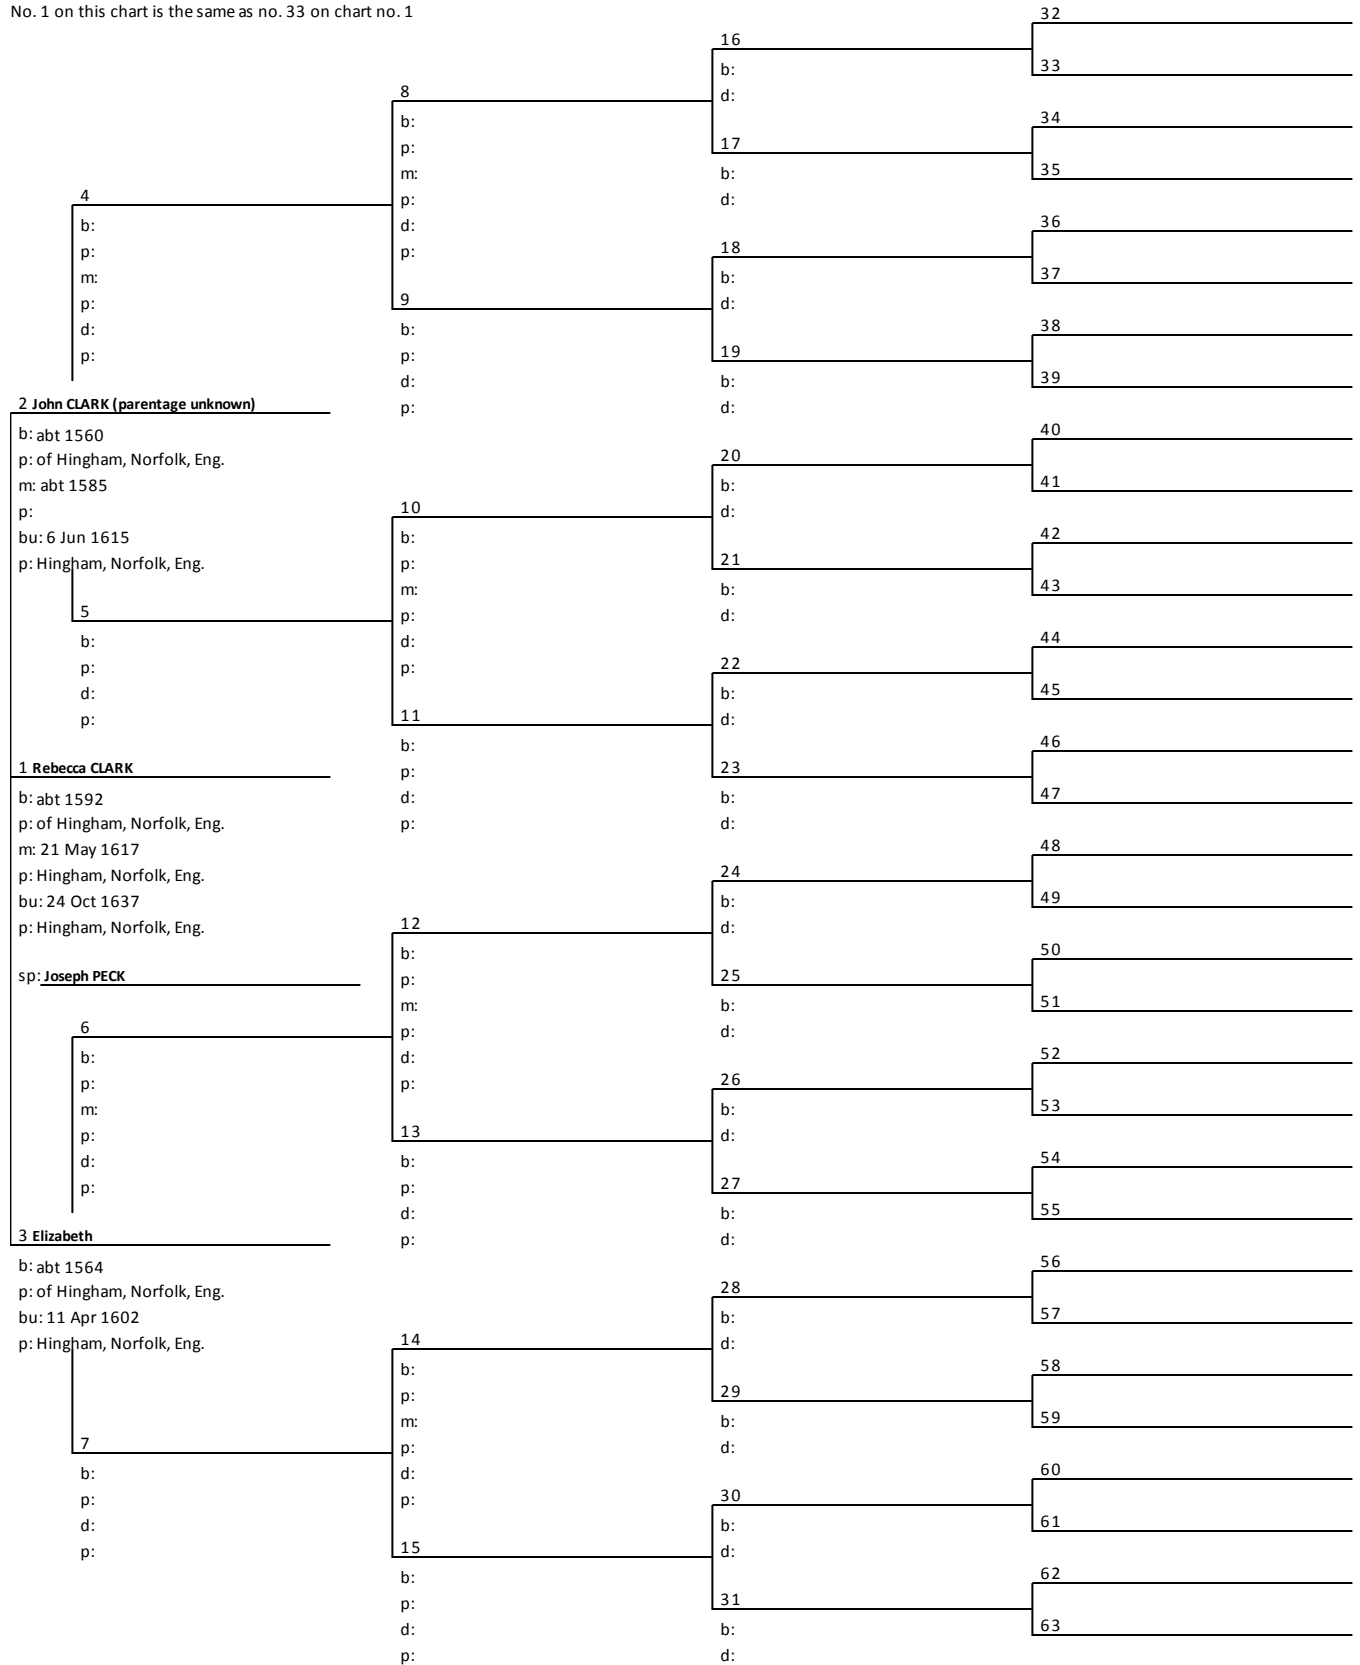 No. 1 on this chart is the same as no. 33 on chart no. 1
4
b:
p:
m:
p:
d:
p:
2 John CLARK (parentage unknown)
b: abt 1560
p: of Hingham, Norfolk, Eng.
m: abt 1585
p:
bu: 6 Jun 1615
p: Hingham, Norfolk, Eng.
5
b:
p:
d:
p:
1 Rebecca CLARK
b: abt 1592
p: of Hingham, Norfolk, Eng.
m: 21 May 1617
p: Hingham, Norfolk, Eng.
bu: 24 Oct 1637
p: Hingham, Norfolk, Eng.
sp: Joseph PECK
6
b:
p:
m:
p:
d:
p:
3 Elizabeth
b: abt 1564
p: of Hingham, Norfolk, Eng.
bu: 11 Apr 1602
p: Hingham, Norfolk, Eng.
7
b:
p:
d:
p:
8
b:
p:
m:
p:
d:
p:
9
b:
p:
d:
p:
10
b:
p:
m:
p:
d:
p:
11
b:
p:
d:
p:
12
b:
p:
m:
p:
d:
p:
13
b:
p:
d:
p:
14
b:
p:
m:
p:
d:
p:
15
b:
p:
d:
p:
16
b:
d:
17
b:
d:
18
b:
d:
19
b:
d:
20
b:
d:
21
b:
d:
22
b:
d:
23
b:
d:
24
b:
d:
25
b:
d:
26
b:
d:
27
b:
d:
28
b:
d:
29
b:
d:
30
b:
d:
31
b:
d:
32
33
34
35
36
37
38
39
40
41
42
43
44
45
46
47
48
49
50
51
52
53
54
55
56
57
58
59
60
61
62
63